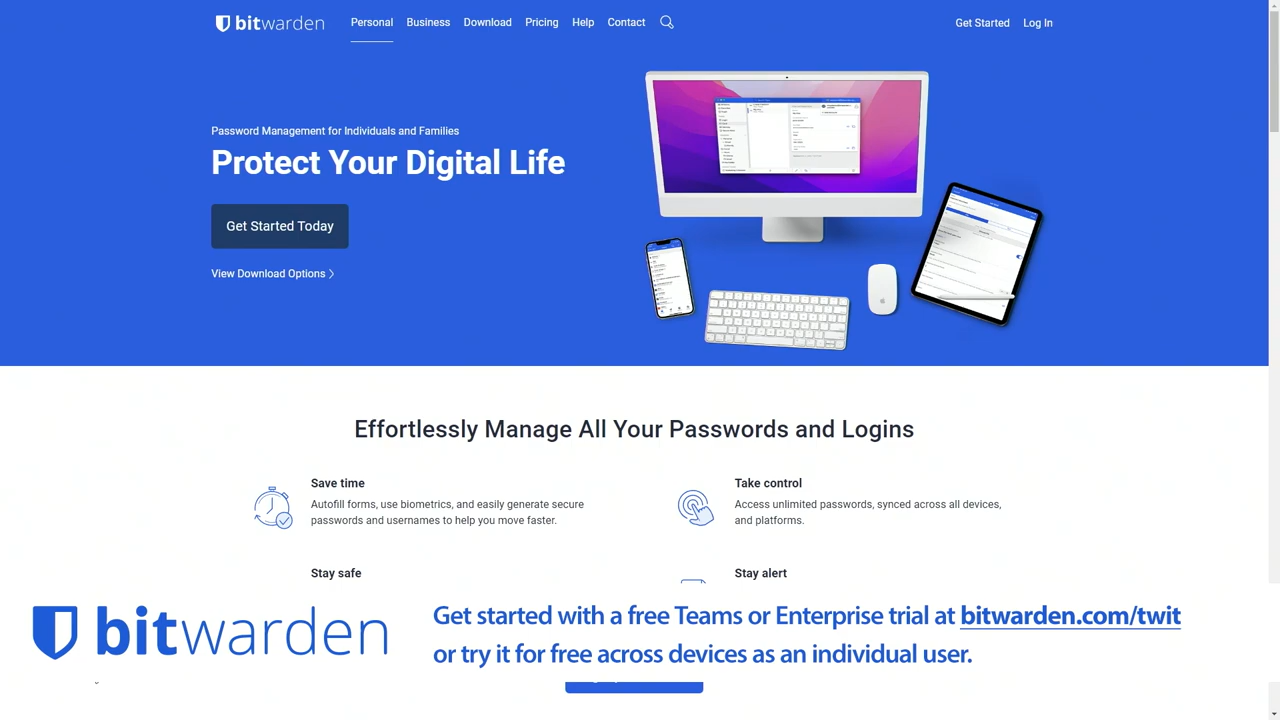 bitwarden
Personal
Business
Download
Pricing
Help
Contact
Get Started
Log In
Password Management for Individuals and Families
Protect Your Digital Life
Get Started Today
View Download Options
Effortlessly Manage All Your Passwords and Logins
Save time
Autofill forms, use biometrics, and easily generate secure
passwords and usernames to help you move faster.
Take control
Access unlimited passwords, synced across all devices,
and platforms.
Stay safe
Stay alert
bitwarden
Get started with a free Teams or Enterprise trial at bitwarden.com/twit
or try it for free across devices as an individual user.